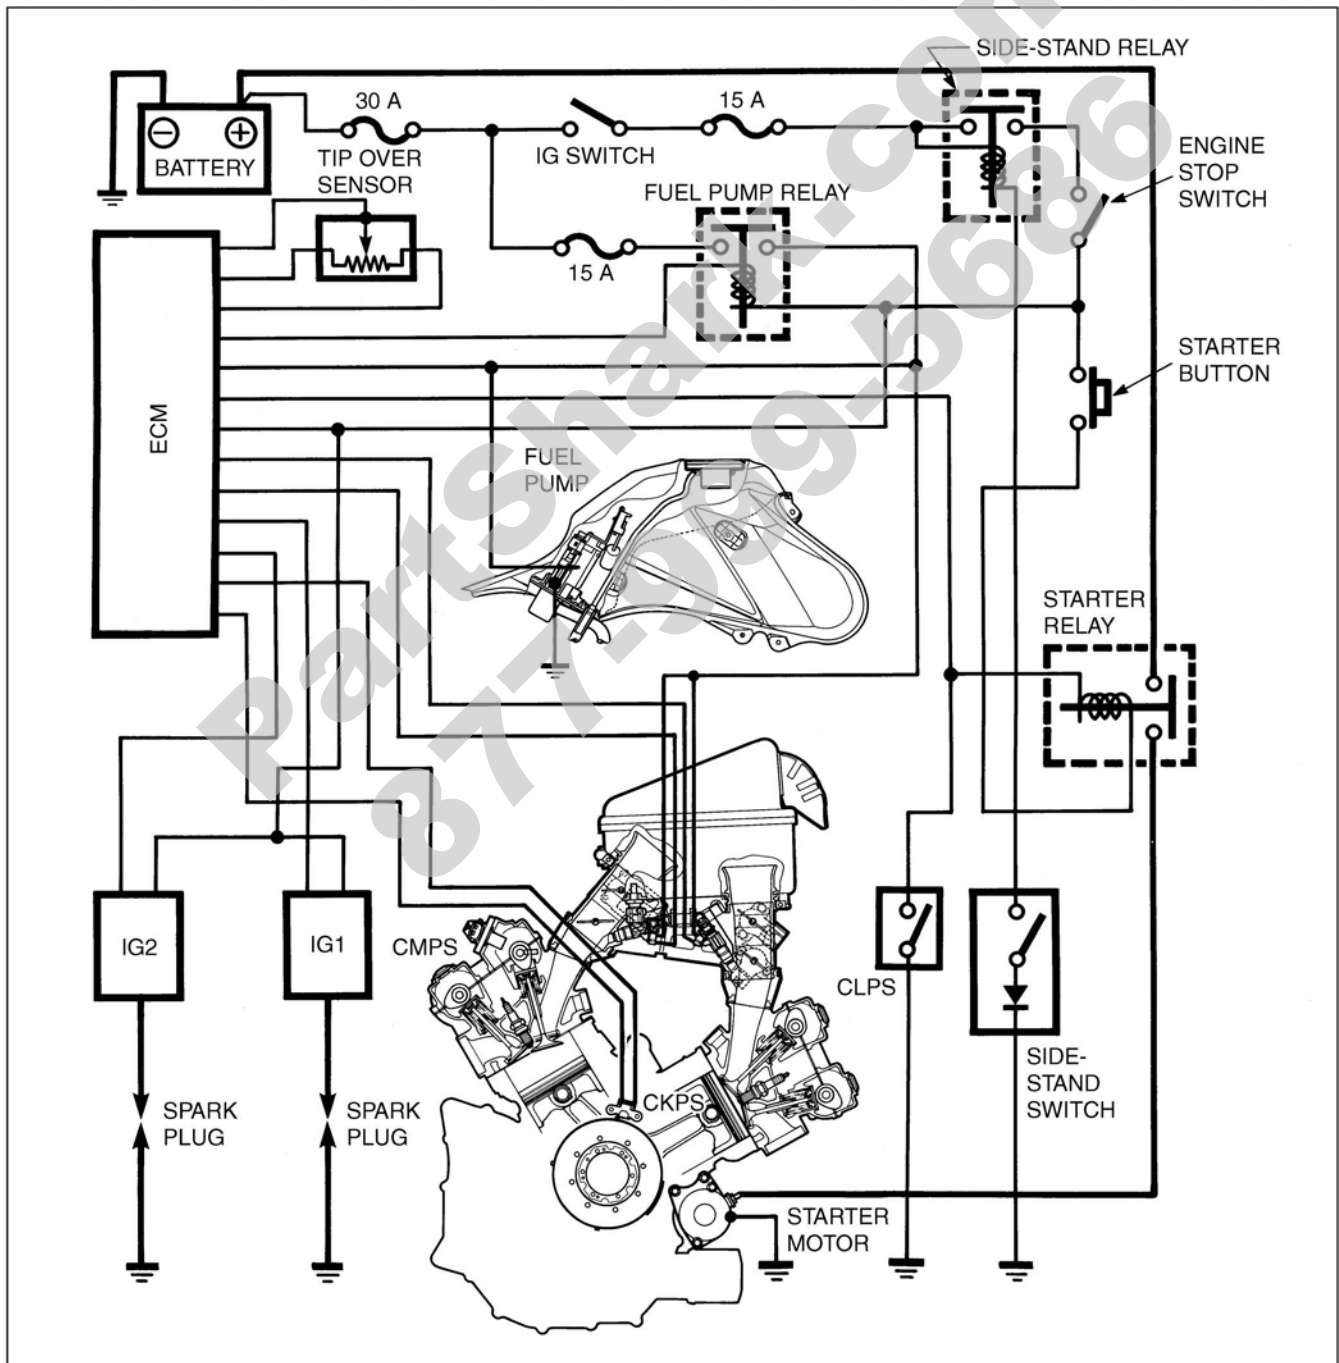 SIDE-STAND RELAY
30 A
15 A
ENGINE
STOP
SWITCH
− +
BATTERY
TIP OVER
SENSOR
IG SWITCH
FUEL PUMP RELAY
15 A
STARTER
BUTTON
ECM
FUEL
PUMP
STARTER
RELAY
IG2
IG1
CMPS
CLPS
SIDE-
STAND
SWITCH
CKPS
SPARK
PLUG
SPARK
PLUG
STARTER
MOTOR
PartShark.com
877-999-5686